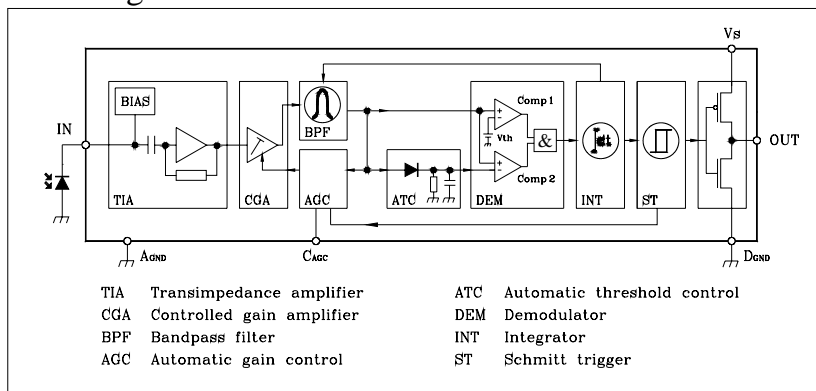 Vs
BIAS
Comp 1
IN
Vth
&
OUT
BPF
Comp 2
TIA
CGA
AGC
ATC
DEM
INT
ST
AGND
CAGC
DGND
TIA Transimpedance amplifier
CGA Controlled gain amplifier
BPF Bandpass filter
AGC Automatic gain control
ATC Automatic threshold control
DEM Demodulator
INT Integrator
ST Schmitt trigger